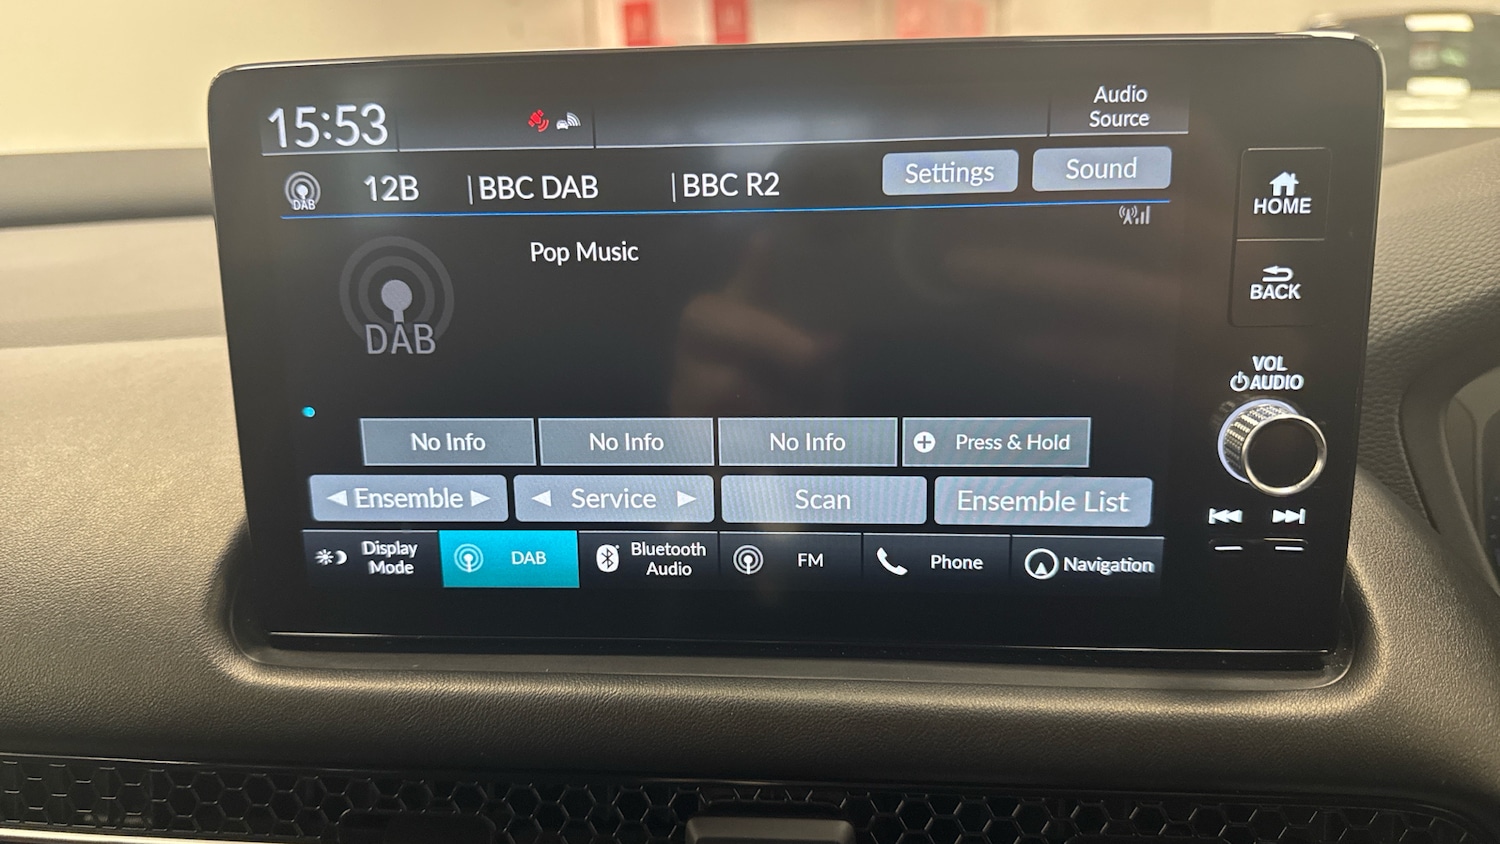 15:53
Audio
Source
DAB
12B
|BBC DAB
|BBC R2
Settings
Sound
HOME
Pop Music
DAB
BACK
VOL
AUDIO
No Info
No Info
No Info
Press & Hold
Ensemble
Service
Scan
Ensemble List
Display
Mode
DAB
Bluetooth
Audio
FM
Phone
Navigation